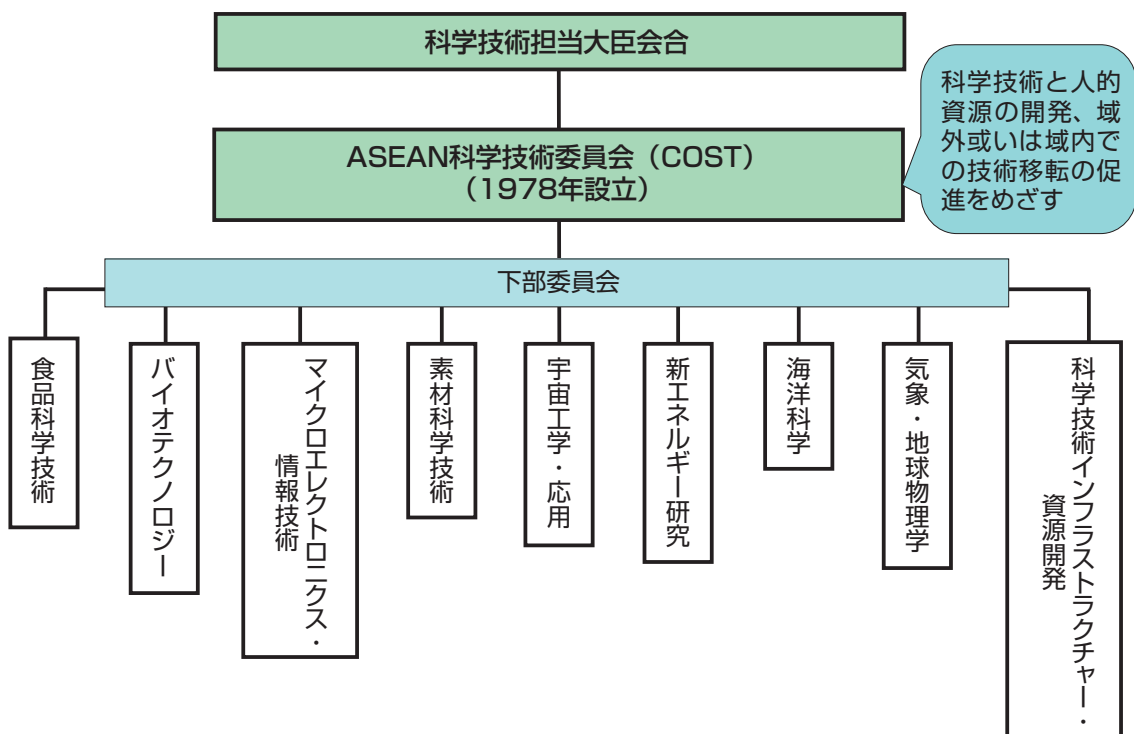 科学技術担当大臣会合
科学技術と人的
資源の開発、域
外或いは域内で
の技術移転の促
進をめざす
ASEAN科学技術委員会（COST）
（1978年設立）
下部委員会
食品科学技術
バイオテクノロジー
マイクロエレクトロニクス・
情報技術
素材科学技術
宇宙工学・応用
新エネルギー研究
海洋科学
気象・地球物理学
科学技術インフラストラクチャー・
資源開発